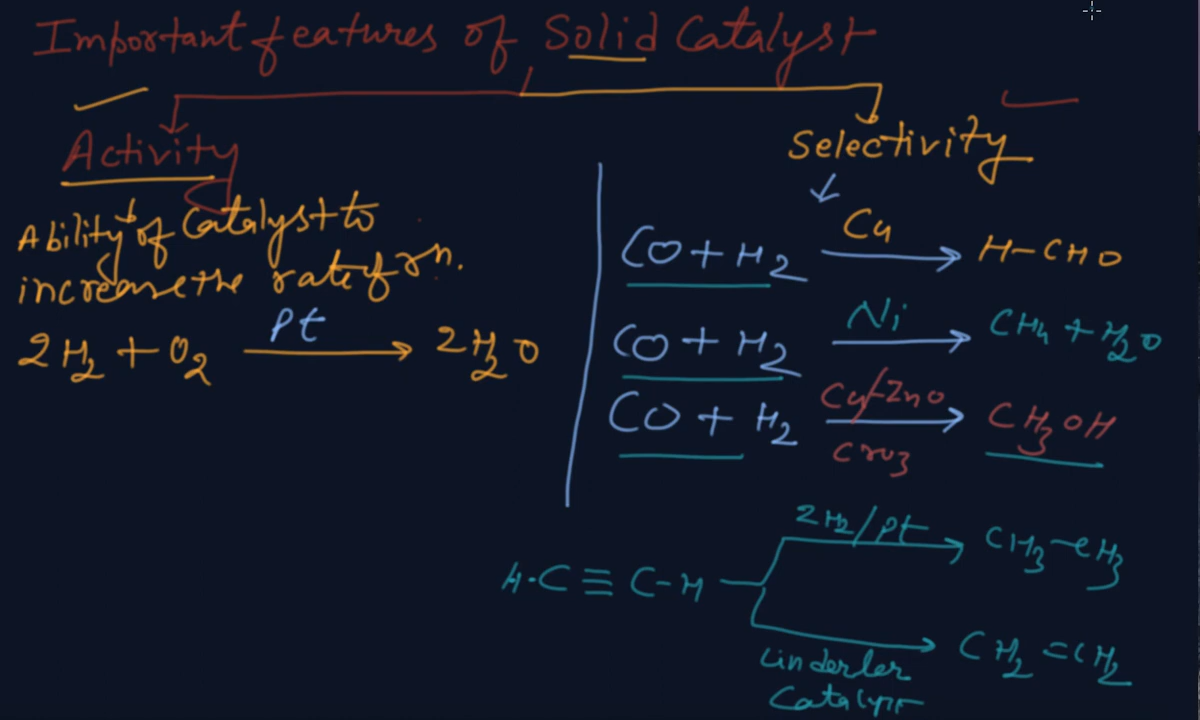 Important features of Solid Catalyst
Activity
Ability of Catalyst to
increase the rate of rn.
2H₂ + O₂ Pt → 2H₂O
Selectivity
CO + H₂ Cu → H-CHO
CO + H₂ Ni → CH₄ + H₂O
CO + H₂ Cu/ZnO CrO₃ → CH₃OH
H-C≡C-H
2H₂/Pt → CH₃-CH₃
Linderler
Catalyst → CH₂=CH₂